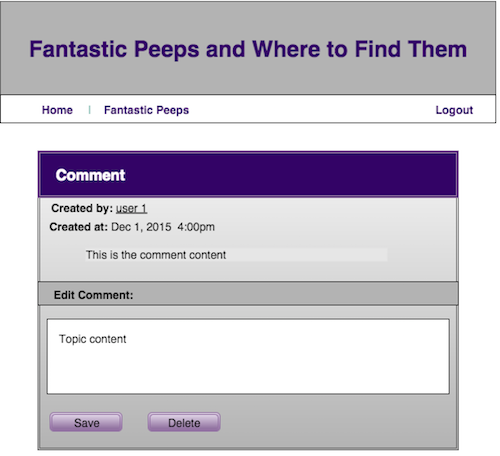 Fantastic Peeps and Where to Find Them
Home | Fantastic Peeps Logout
Comment
Created by: user 1
Created at: Dec 1, 2015 4:00pm
This is the comment content
Edit Comment:
Topic content
Save Delete